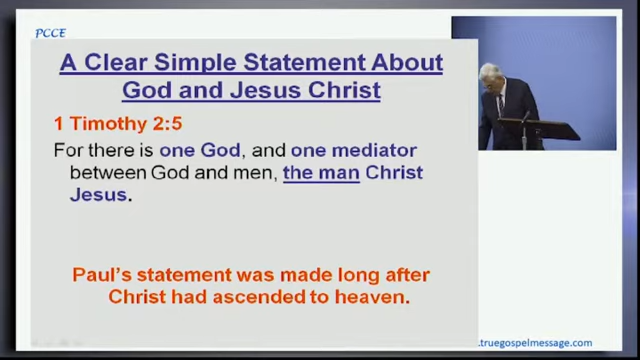 PCCE
A Clear Simple Statement About
God and Jesus Christ
1 Timothy 2:5
For there is one God, and one mediator
between God and men, the man Christ
Jesus.
Paul's statement was made long after
Christ had ascended to heaven.
.truegospelmessage.com